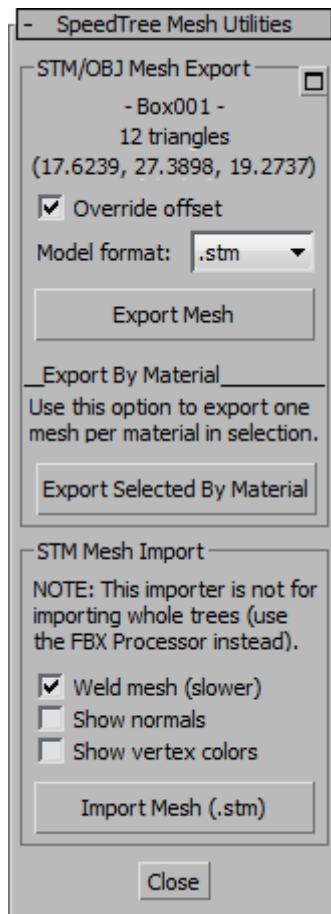 - SpeedTree Mesh Utilities
STM/OBJ Mesh Export
- Box001 -
12 triangles
(17.6239, 27.3898, 19.2737)
Override offset
Model format: .stm
Export Mesh
__Export By Material________
Use this option to export one
mesh per material in selection.
Export Selected By Material
STM Mesh Import
NOTE: This importer is not for
importing whole trees (use
the FBX Processor instead).
Weld mesh (slower)
Show normals
Show vertex colors
Import Mesh (.stm)
Close